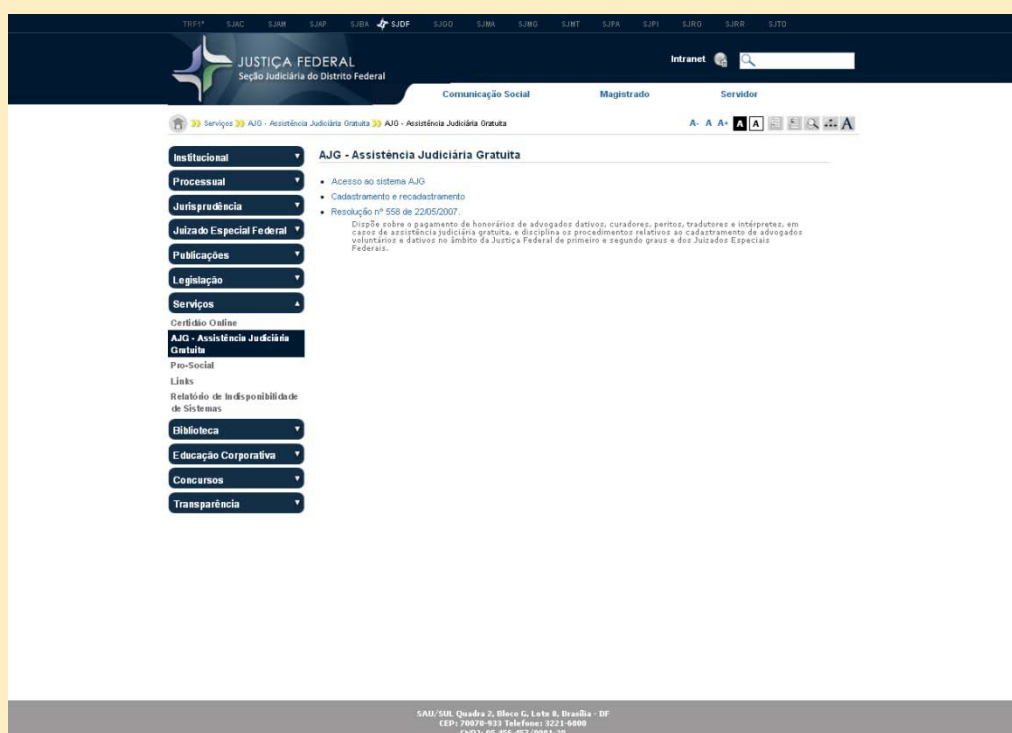 TRF1ª SJAC SJAM SJAP SJBA SJDF SJGO SJMA SJMG SJMT SJPA SJPI SJRO SJRR SJTO
JUSTIÇA FEDERAL
Seção Judiciária do Distrito Federal
Intranet
Comunicação Social Magistrado Servidor
Serviços AJG - Assistência Judiciária Gratuita AJG - Assistência Judiciária Gratuita
A- A A+ A A A
Institucional
Processual
Jurisprudência
Juizado Especial Federal
Publicações
Legislação
Serviços
Certidão Online
AJG - Assistência Judiciária
Gratuita
Pro-Social
Links
Relatório de Indisponibilidade
de Sistemas
Biblioteca
Educação Corporativa
Concursos
Transparência
AJG - Assistência Judiciária Gratuita
Acesso ao sistema AJG
Cadastramento e recadastramento
Resolução nº 558 de 22/05/2007.
Dispõe sobre o pagamento de honorários de advogados dativos, curadores, peritos, tradutores e intérpretes, em
casos de assistência judiciária gratuita, e disciplina os procedimentos relativos ao cadastramento de advogados
voluntários e dativos no âmbito da Justiça Federal de primeiro e segundo graus e dos Juizados Especiais
Federais.
SAU/SUL Quadra 2, Bloco G, Lote 8, Brasília - DF
CEP: 70070-933 Telefone: 3221-6000